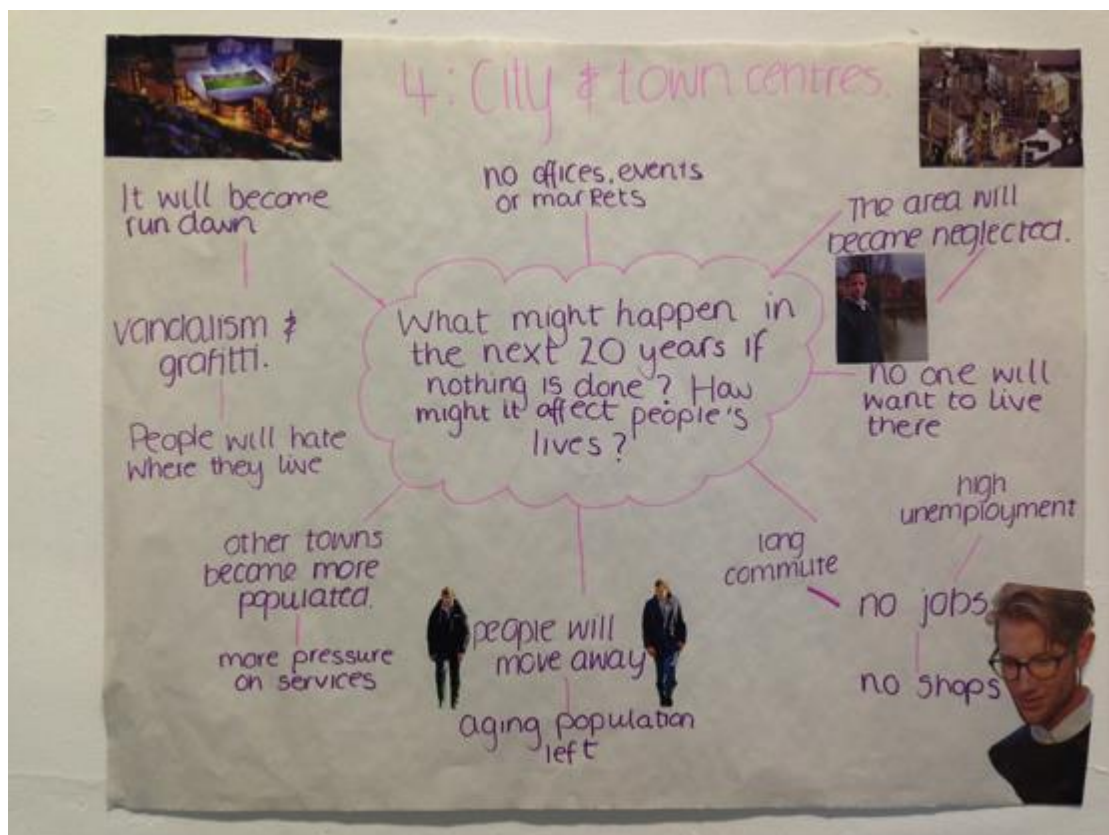 4: City & town centres.
no offices, events
or markets
It will become
run down
The area will
become neglected.
What might happen in
the next 20 years if
nothing is done? How
might it affect people's
lives?
vandalism &
grafitti.
no one will
want to live
there
People will hate
where they live
high
unemployment
other towns
become more
populated.
long
commute
no jobs
people will
move away
more pressure
on services
no shops
aging population
left